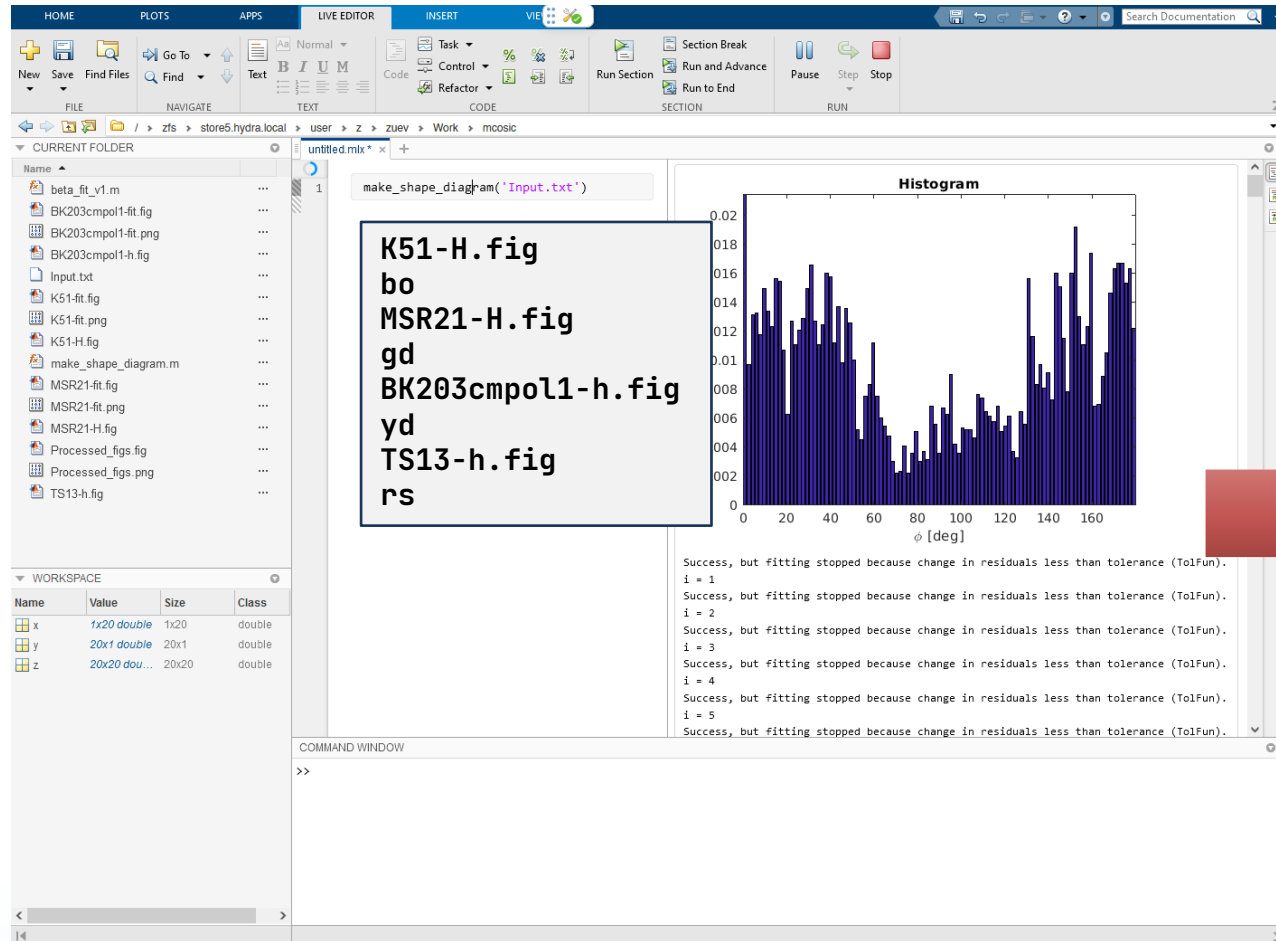 HOME PLOTS APPS LIVE EDITOR INSERT VIE
Search Documentation
New Save Find Files Go To Find
FILE NAVIGATE
Text Aa Normal
B I U M
TEXT
Code Task Control Refactor
CODE
Run Section Section Break
Run and Advance
Run to End
SECTION
Pause Step Stop
RUN
/ zfs store5.hydra.local user z zuev Work mcosic
CURRENT FOLDER
Name
beta_fit_v1.m
BK203cmpol1-fit.fig
BK203cmpol1-fit.png
BK203cmpol1-h.fig
Input.txt
K51-fit.fig
K51-fit.png
K51-H.fig
make_shape_diagram.m
MSR21-fit.fig
MSR21-fit.png
MSR21-H.fig
Processed_figs.fig
Processed_figs.png
TS13-h.fig
WORKSPACE
Name Value Size Class
x 1x20 double 1x20 double
y 20x1 double 20x1 double
z 20x20 dou... 20x20 double
untitled.mlx * × +
1 make_shape_diagram('Input.txt')
K51-H.fig
bo
MSR21-H.fig
gd
BK203cmpol1-h.fig
yd
TS13-h.fig
rs
Histogram
0.02
018
016
014
012
0.01
008
006
004
002
0
0 20 40 60 80 100 120 140 160
ϕ [deg]
Success, but fitting stopped because change in residuals less than tolerance (TolFun).
i = 1
Success, but fitting stopped because change in residuals less than tolerance (TolFun).
i = 2
Success, but fitting stopped because change in residuals less than tolerance (TolFun).
i = 3
Success, but fitting stopped because change in residuals less than tolerance (TolFun).
i = 4
Success, but fitting stopped because change in residuals less than tolerance (TolFun).
i = 5
Success, but fitting stopped because change in residuals less than tolerance (TolFun).
COMMAND WINDOW
>>